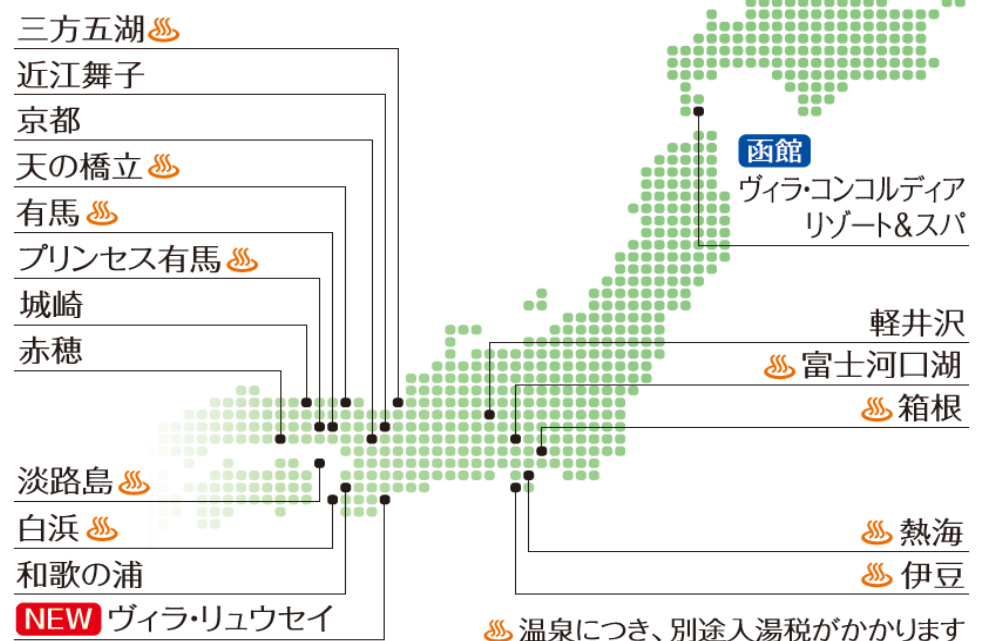 三方五湖♨
近江舞子
京都
天の橋立♨
有馬♨
プリンセス有馬♨
城崎
赤穂
淡路島♨
白浜♨
和歌の浦
NEW ヴィラ・リュウセイ
函館
ヴィラ・コンコルディア
リゾート&スパ
軽井沢
♨富士河口湖
♨箱根
♨熱海
♨伊豆
♨温泉につき、別途入湯税がかかります